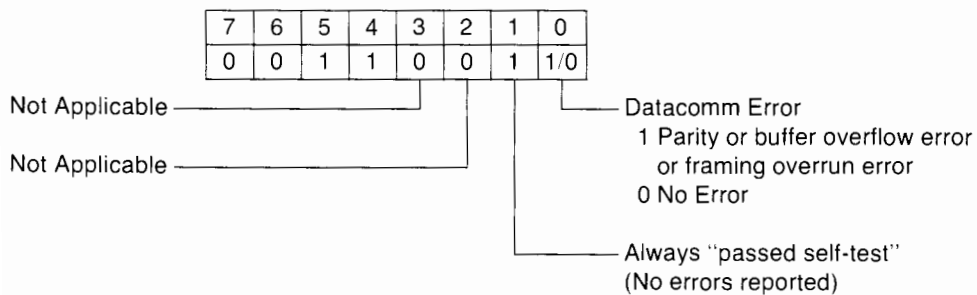 7 6 5 4 3 2 1 0
0 0 1 1 0 0 1 1/0
Not Applicable
Not Applicable
Datacomm Error
1 Parity or buffer overflow error
or framing overrun error
0 No Error
Always "passed self-test"
(No errors reported)